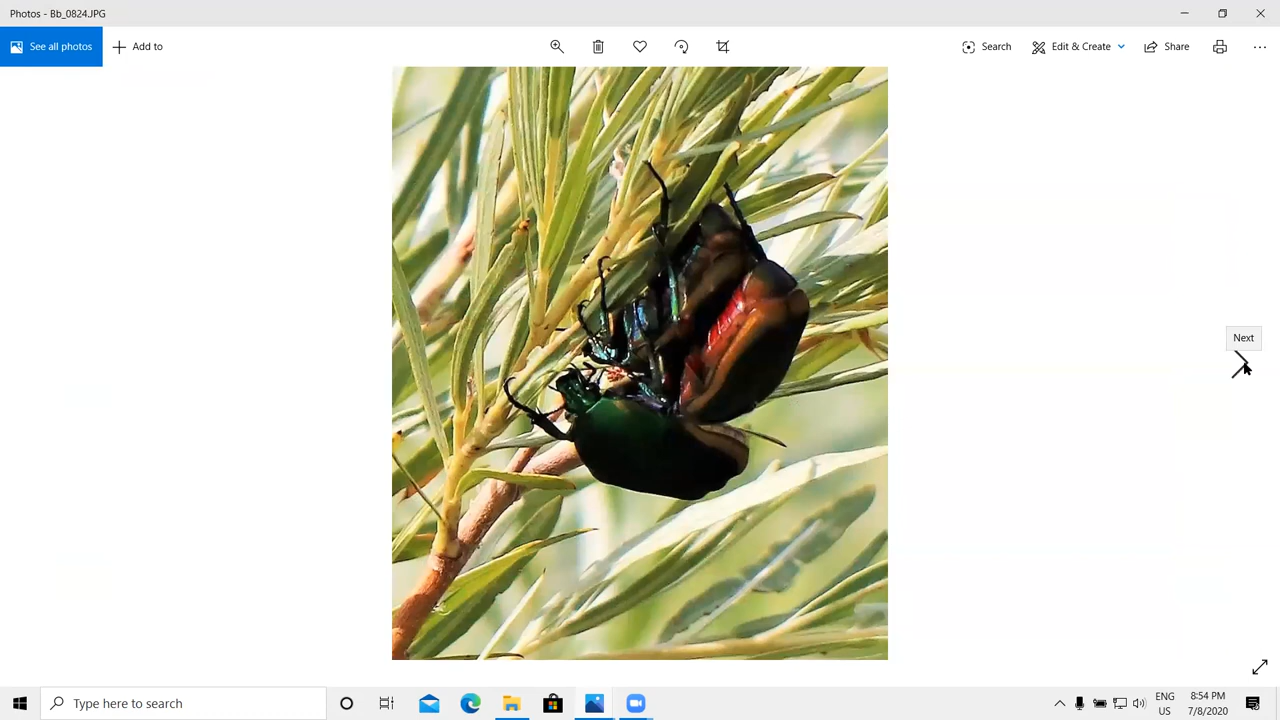 Photos - Bb_0824.JPG
See all photos
Add to
Search
Edit & Create
Share
Next
Type here to search
ENG
US
8:54 PM
7/8/2020